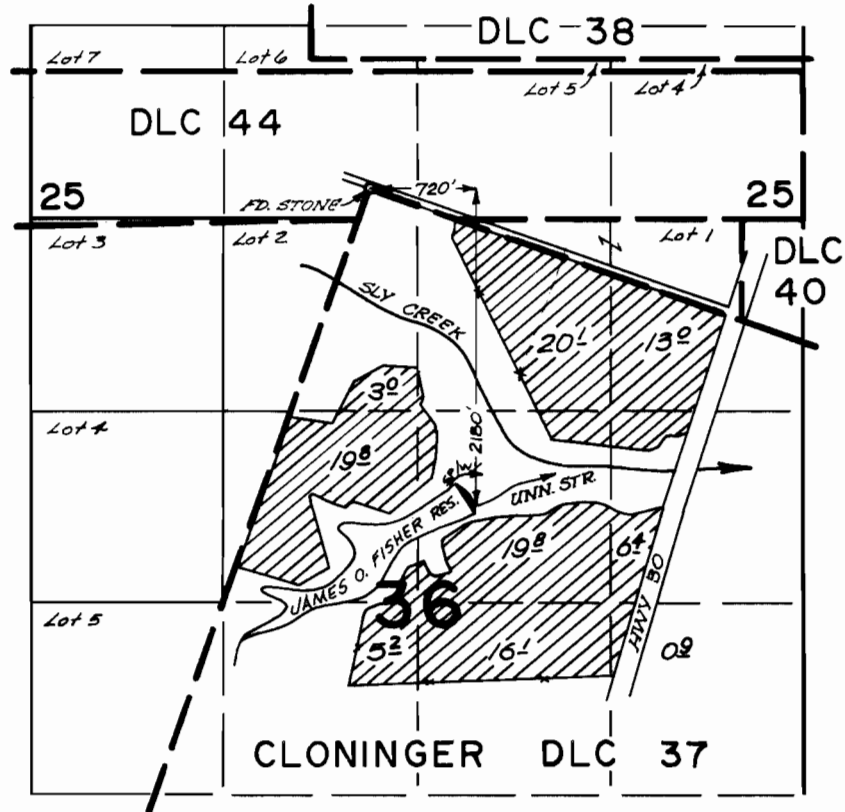 DLC 38
Lot 7
Lot 6
Lot 5
Lot 4
DLC 44
25
FD. STONE
720'
25
Lot 3
Lot 2
Lot 1
DLC
40
SLY CREEK
20.1
13.0
3.0
Lot 4
19.8
2180'
UNN. STR.
JAMES O. FISHER RES.
19.8
6.4
36
Lot 5
5.2
16.1
HWY 30
0.9
CLONINGER DLC 37